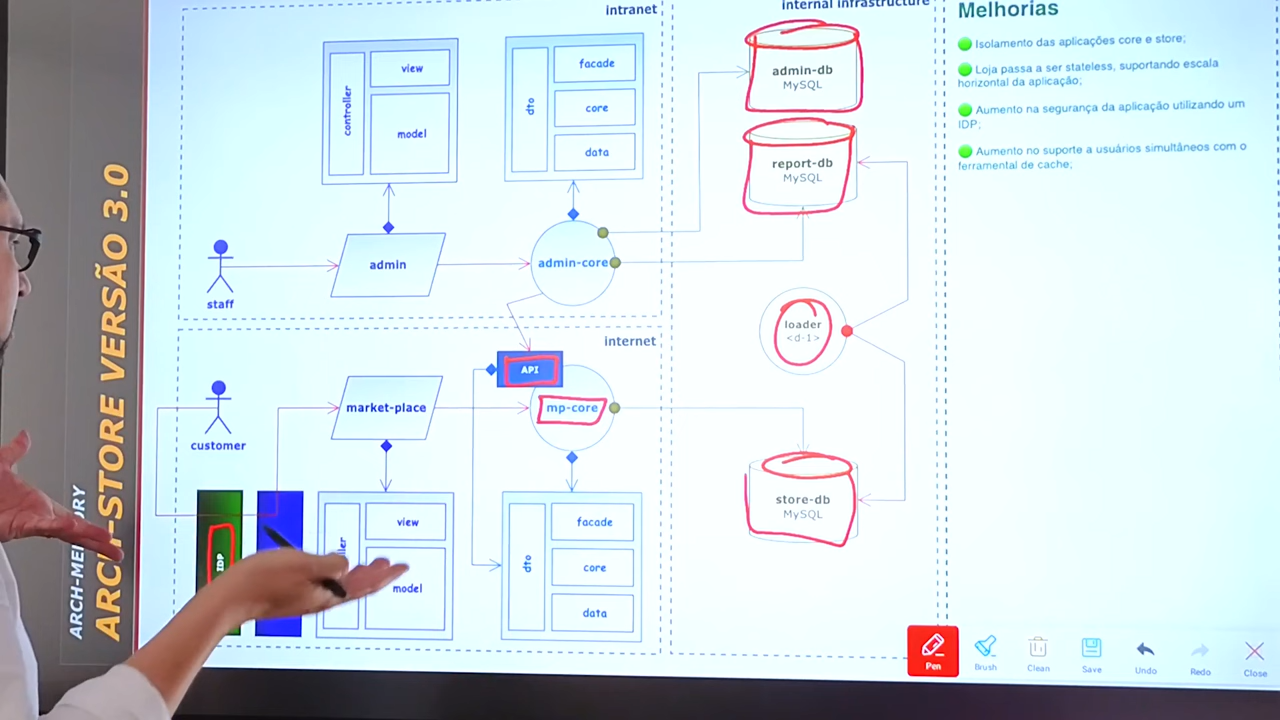 ARCH-MERCURY
ARCH-STORE VERSÃO 3.0
intranet
controller
view
model
dto
facade
core
data
staff
admin
admin-core
internet
customer
market-place
API
mp-core
IDP
view
model
dto
facade
core
data
internal infrastructure
admin-db
MySQL
report-db
MySQL
loader
<d-1>
store-db
MySQL
Melhorias
Isolamento das aplicações core e store;
Loja passa a ser stateless, suportando escala
horizontal da aplicação;
Aumento na segurança da aplicação utilizando um
IDP;
Aumento no suporte a usuários simultâneos com o
ferramental de cache;
Pen
Brush
Clean
Save
Undo
Redo
Close